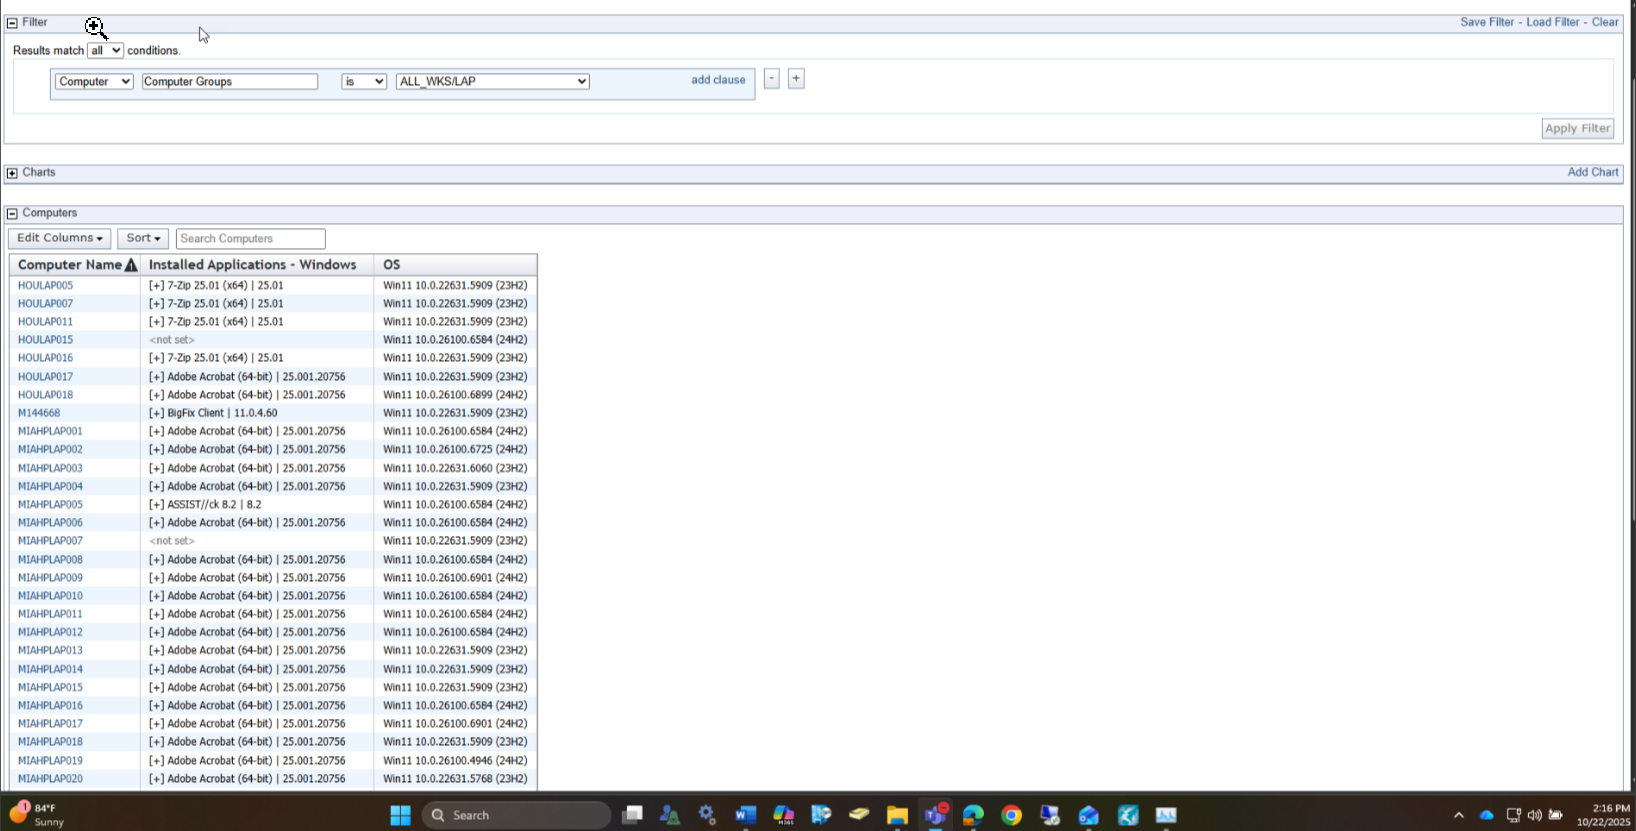 Filter Save Filter - Load Filter - Clear
Results match all conditions.
Computer Computer Groups is ALL_WKS/LAP add clause - +
Apply Filter
Charts Add Chart
Computers
Edit Columns Sort Search Computers
Computer Name Installed Applications - Windows OS
HOULAP005 [+] 7-Zip 25.01 (x64) | 25.01 Win11 10.0.22631.5909 (23H2)
HOULAP007 [+] 7-Zip 25.01 (x64) | 25.01 Win11 10.0.22631.5909 (23H2)
HOULAP011 [+] 7-Zip 25.01 (x64) | 25.01 Win11 10.0.22631.5909 (23H2)
HOULAP015 <not set> Win11 10.0.26100.6584 (24H2)
HOULAP016 [+] 7-Zip 25.01 (x64) | 25.01 Win11 10.0.22631.5909 (23H2)
HOULAP017 [+] Adobe Acrobat (64-bit) | 25.001.20756 Win11 10.0.22631.5909 (23H2)
HOULAP018 [+] Adobe Acrobat (64-bit) | 25.001.20756 Win11 10.0.26100.6899 (24H2)
M144668 [+] BigFix Client | 11.0.4.60 Win11 10.0.22631.5909 (23H2)
MIAHPLAP001 [+] Adobe Acrobat (64-bit) | 25.001.20756 Win11 10.0.26100.6584 (24H2)
MIAHPLAP002 [+] Adobe Acrobat (64-bit) | 25.001.20756 Win11 10.0.26100.6725 (24H2)
MIAHPLAP003 [+] Adobe Acrobat (64-bit) | 25.001.20756 Win11 10.0.22631.6060 (23H2)
MIAHPLAP004 [+] Adobe Acrobat (64-bit) | 25.001.20756 Win11 10.0.22631.5909 (23H2)
MIAHPLAP005 [+] ASSIST//ck 8.2 | 8.2 Win11 10.0.26100.6584 (24H2)
MIAHPLAP006 [+] Adobe Acrobat (64-bit) | 25.001.20756 Win11 10.0.26100.6584 (24H2)
MIAHPLAP007 <not set> Win11 10.0.22631.5909 (23H2)
MIAHPLAP008 [+] Adobe Acrobat (64-bit) | 25.001.20756 Win11 10.0.26100.6584 (24H2)
MIAHPLAP009 [+] Adobe Acrobat (64-bit) | 25.001.20756 Win11 10.0.26100.6901 (24H2)
MIAHPLAP010 [+] Adobe Acrobat (64-bit) | 25.001.20756 Win11 10.0.26100.6584 (24H2)
MIAHPLAP011 [+] Adobe Acrobat (64-bit) | 25.001.20756 Win11 10.0.26100.6584 (24H2)
MIAHPLAP012 [+] Adobe Acrobat (64-bit) | 25.001.20756 Win11 10.0.26100.6584 (24H2)
MIAHPLAP013 [+] Adobe Acrobat (64-bit) | 25.001.20756 Win11 10.0.22631.5909 (23H2)
MIAHPLAP014 [+] Adobe Acrobat (64-bit) | 25.001.20756 Win11 10.0.22631.5909 (23H2)
MIAHPLAP015 [+] Adobe Acrobat (64-bit) | 25.001.20756 Win11 10.0.22631.5909 (23H2)
MIAHPLAP016 [+] Adobe Acrobat (64-bit) | 25.001.20756 Win11 10.0.26100.6584 (24H2)
MIAHPLAP017 [+] Adobe Acrobat (64-bit) | 25.001.20756 Win11 10.0.26100.6901 (24H2)
MIAHPLAP018 [+] Adobe Acrobat (64-bit) | 25.001.20756 Win11 10.0.22631.5909 (23H2)
MIAHPLAP019 [+] Adobe Acrobat (64-bit) | 25.001.20756 Win11 10.0.26100.4946 (24H2)
MIAHPLAP020 [+] Adobe Acrobat (64-bit) | 25.001.20756 Win11 10.0.22631.5768 (23H2)
1 84°F Search M365 2:16 PM
Sunny 10/22/2025